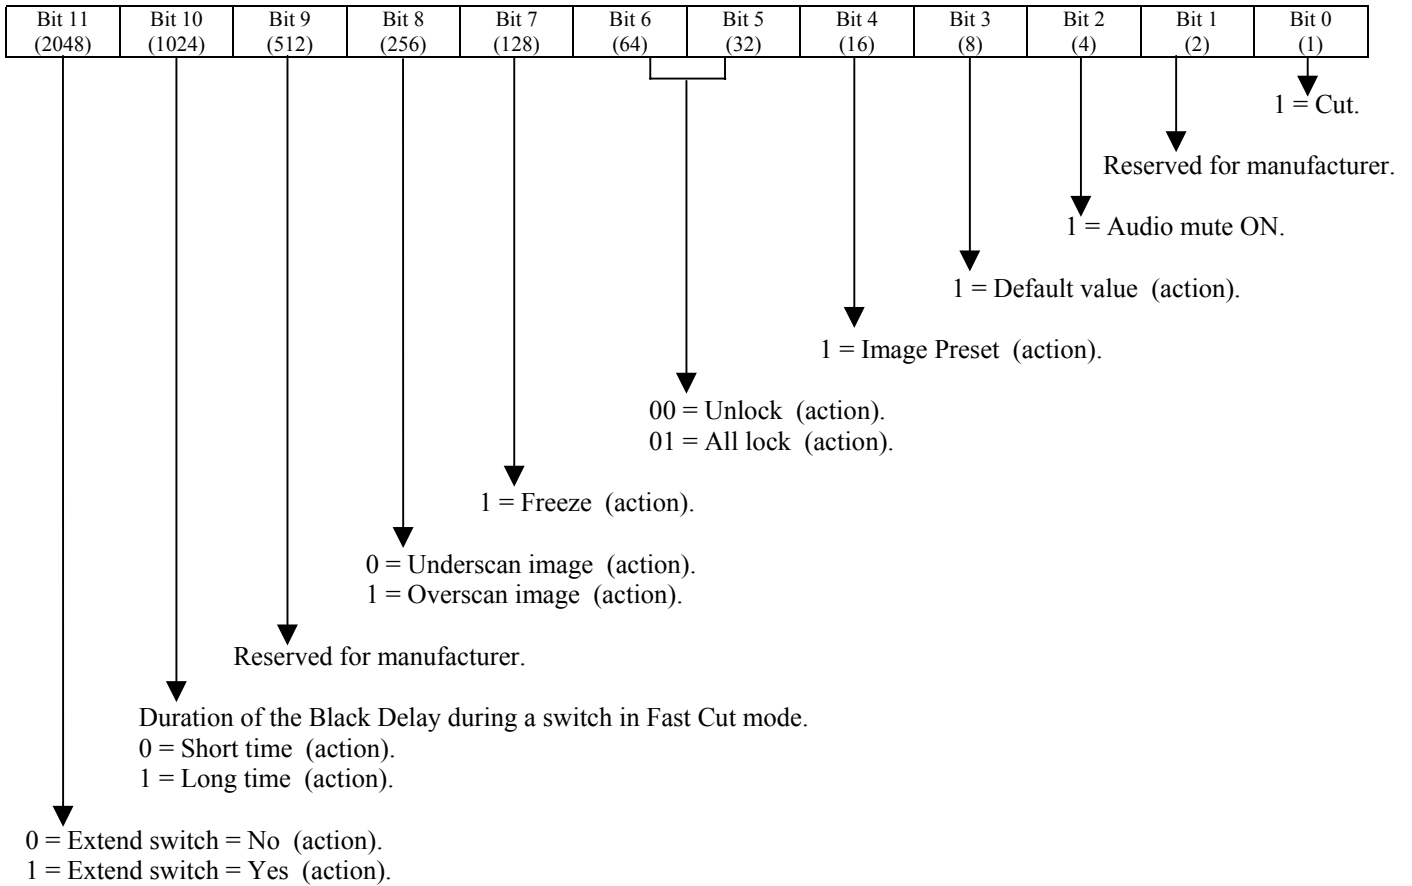 Bit 11 Bit 10 Bit 9 Bit 8 Bit 7 Bit 6 Bit 5 Bit 4 Bit 3 Bit 2 Bit 1 Bit 0
(2048) (1024) (512) (256) (128) (64) (32) (16) (8) (4) (2) (1)
1 = Cut.
Reserved for manufacturer.
1 = Audio mute ON.
1 = Default value (action).
1 = Image Preset (action).
00 = Unlock (action).
01 = All lock (action).
1 = Freeze (action).
0 = Underscan image (action).
1 = Overscan image (action).
Reserved for manufacturer.
Duration of the Black Delay during a switch in Fast Cut mode.
0 = Short time (action).
1 = Long time (action).
0 = Extend switch = No (action).
1 = Extend switch = Yes (action).